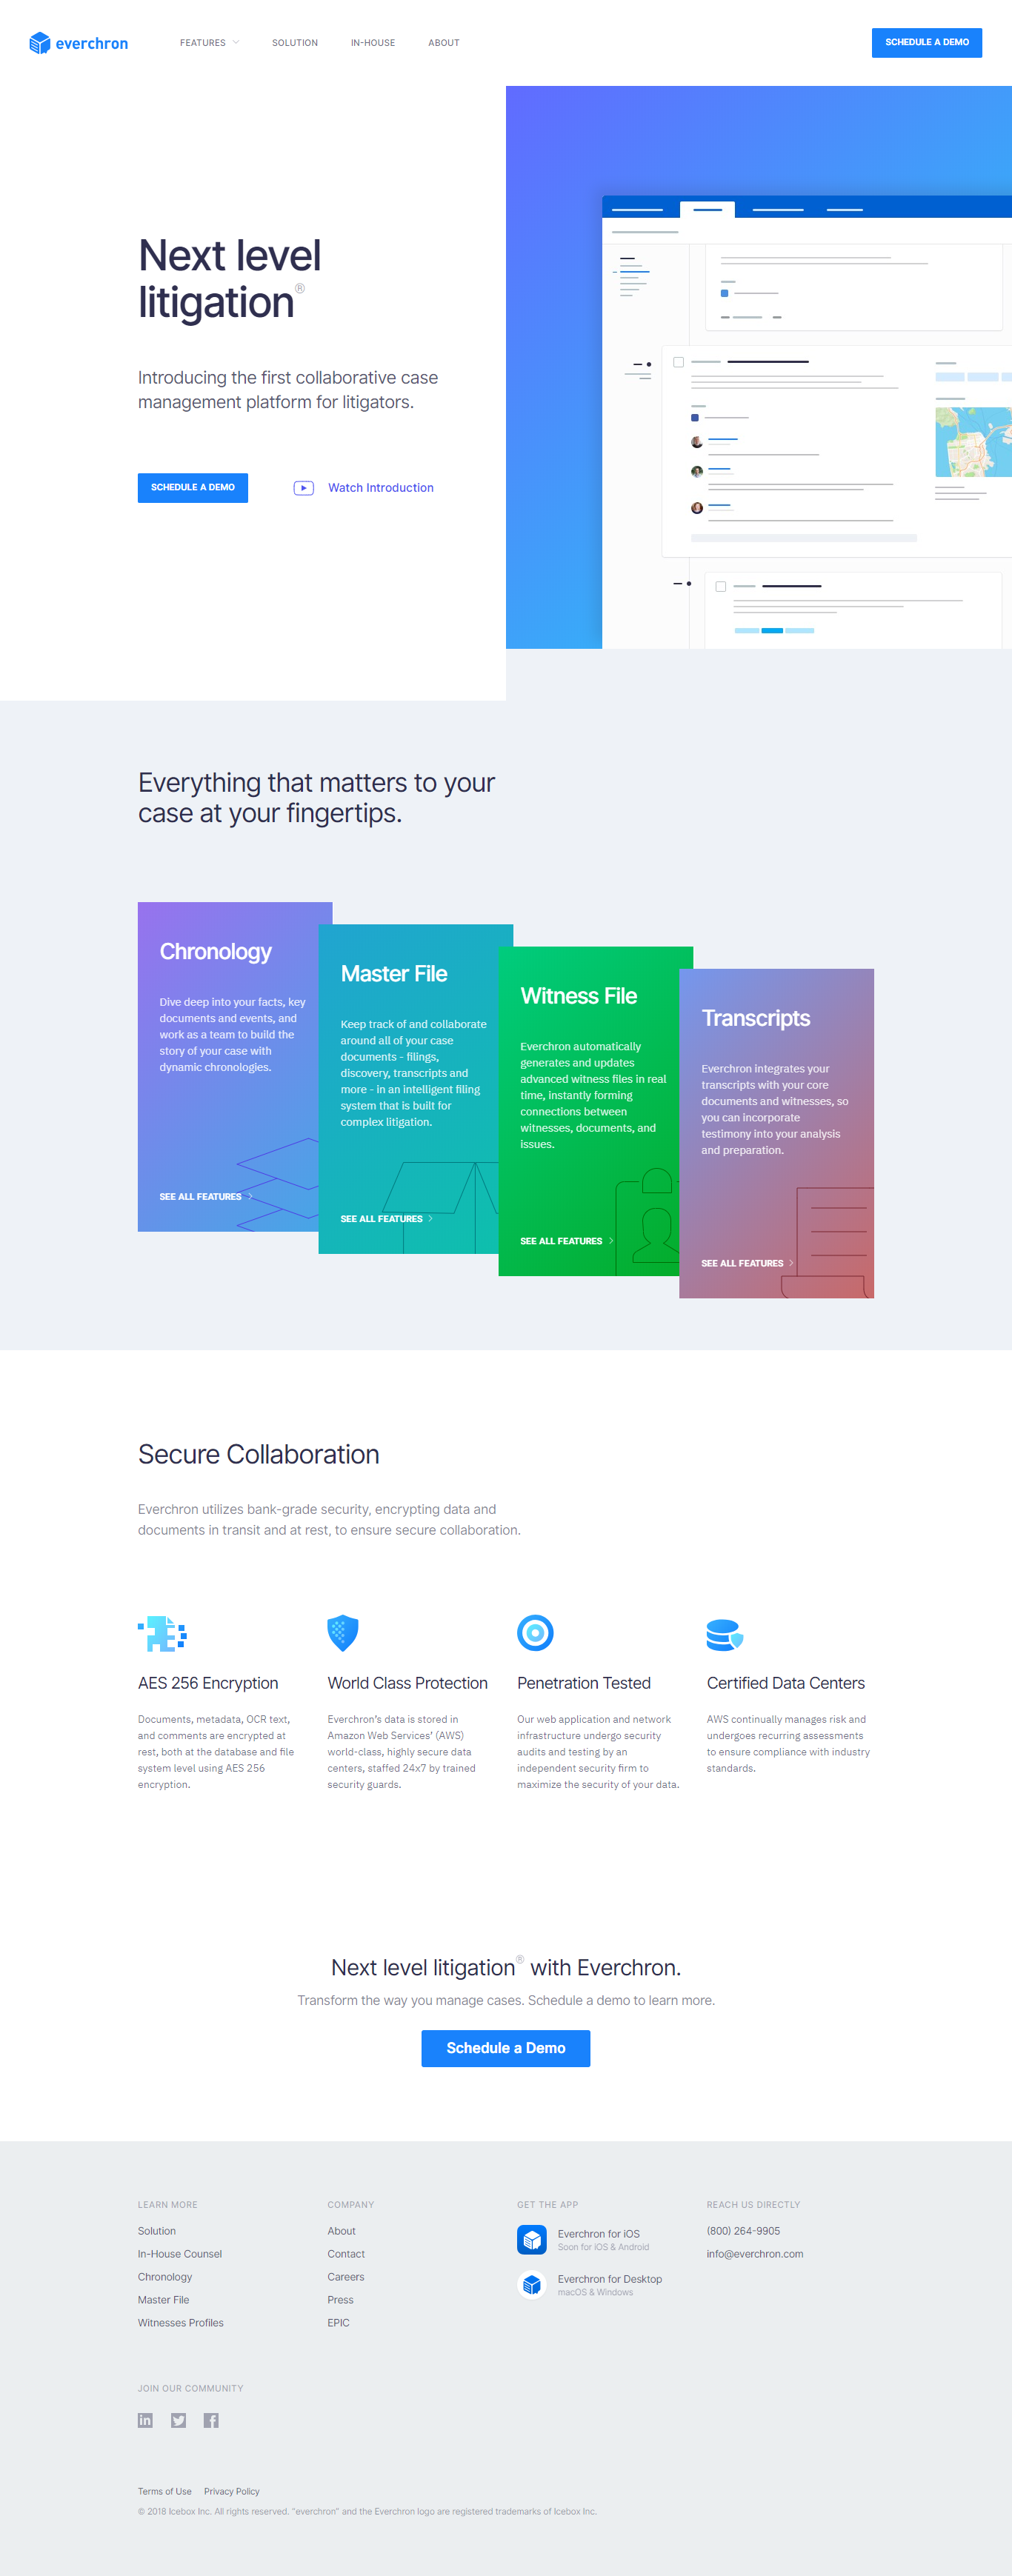 everchron
FEATURES
SOLUTION
IN-HOUSE
ABOUT
SCHEDULE A DEMO
Next level
litigation®
Introducing the first collaborative case
management platform for litigators.
SCHEDULE A DEMO
Watch Introduction
Everything that matters to your
case at your fingertips.
Chronology
Dive deep into your facts, key
documents and events, and
work as a team to build the
story of your case with
dynamic chronologies.
SEE ALL FEATURES
Master File
Keep track of and collaborate
around all of your case
documents - filings,
discovery, transcripts and
more - in an intelligent filing
system that is built for
complex litigation.
SEE ALL FEATURES
Witness File
Everchron automatically
generates and updates
advanced witness files in real
time, instantly forming
connections between
witnesses, documents, and
issues.
SEE ALL FEATURES
Transcripts
Everchron integrates your
transcripts with your core
documents and witnesses, so
you can incorporate
testimony into your analysis
and preparation.
SEE ALL FEATURES
Secure Collaboration
Everchron utilizes bank-grade security, encrypting data and
documents in transit and at rest, to ensure secure collaboration.
AES 256 Encryption
Documents, metadata, OCR text,
and comments are encrypted at
rest, both at the database and file
system level using AES 256
encryption.
World Class Protection
Everchron's data is stored in
Amazon Web Services' (AWS)
world-class, highly secure data
centers, staffed 24x7 by trained
security guards.
Penetration Tested
Our web application and network
infrastructure undergo security
audits and testing by an
independent security firm to
maximize the security of your data.
Certified Data Centers
AWS continually manages risk and
undergoes recurring assessments
to ensure compliance with industry
standards.
Next level litigation® with Everchron.
Transform the way you manage cases. Schedule a demo to learn more.
Schedule a Demo
LEARN MORE
Solution
In-House Counsel
Chronology
Master File
Witnesses Profiles
COMPANY
About
Contact
Careers
Press
EPIC
GET THE APP
Everchron for iOS
Soon for iOS & Android
Everchron for Desktop
macOS & Windows
REACH US DIRECTLY
(800) 264-9905
info@everchron.com
JOIN OUR COMMUNITY
Terms of Use
Privacy Policy
© 2018 Icebox Inc. All rights reserved. "everchron" and the Everchron logo are registered trademarks of Icebox Inc.